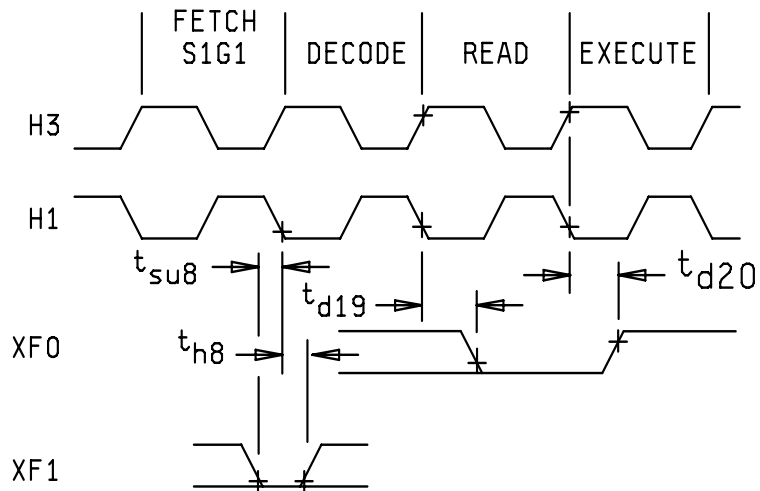 FETCH
S1G1 DECODE READ EXECUTE
H3
H1
tsu8
td20
td19
XF0
th8
XF1